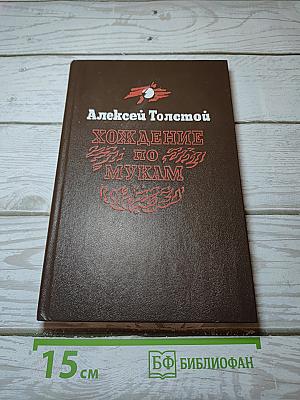 Алексей Толстой
ХОЖДЕНИЕ
ПО
МУКАМ
15 см
БФ БИБЛИОФАН